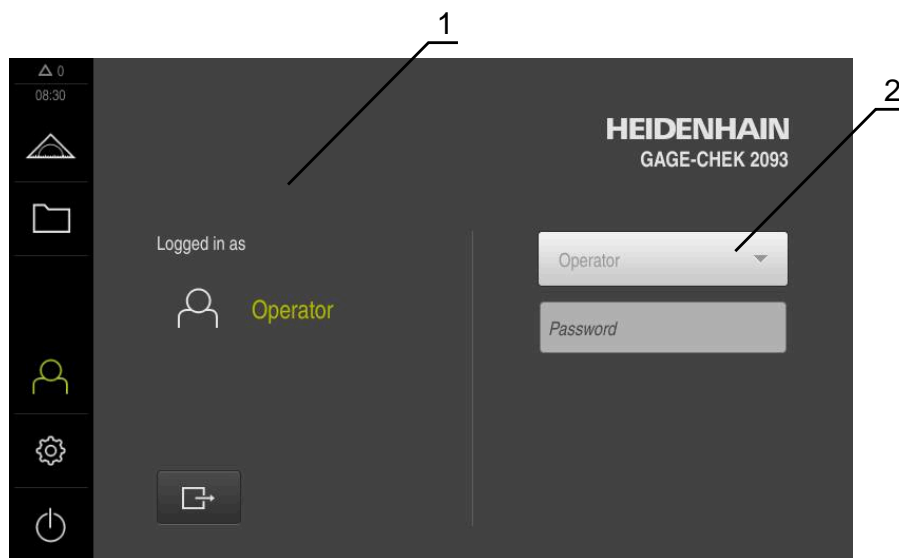 1
2
△ 0
08:30
HEIDENHAIN
GAGE-CHEK 2093
Logged in as
Operator
Operator
Password